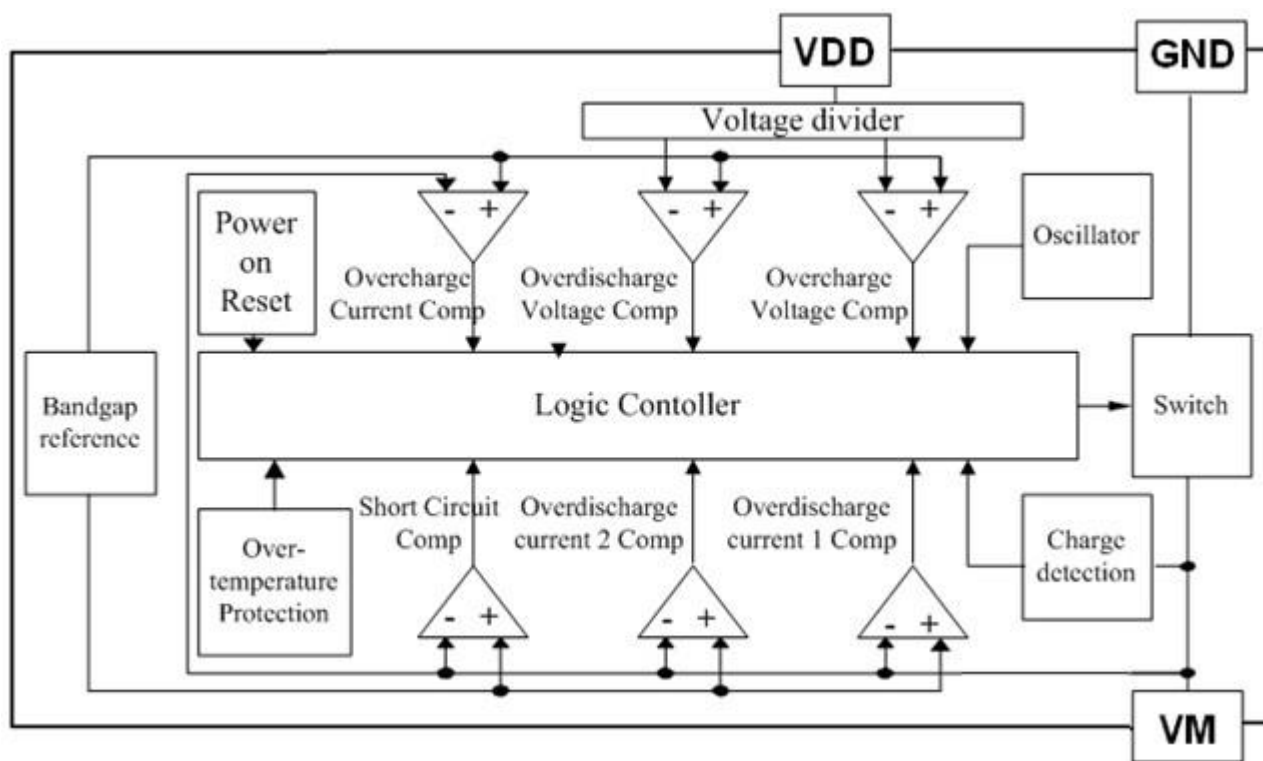 VDD
GND
Voltage divider
- +
- +
- +
Power
on
Reset
Oscillator
Overcharge
Current Comp
Overdischarge
Voltage Comp
Overcharge
Voltage Comp
Bandgap
reference
Logic Contoller
Switch
Short Circuit
Comp
Overdischarge
current 2 Comp
Overdischarge
current 1 Comp
Over-
temperature
Protection
Charge
detection
- +
- +
- +
VM